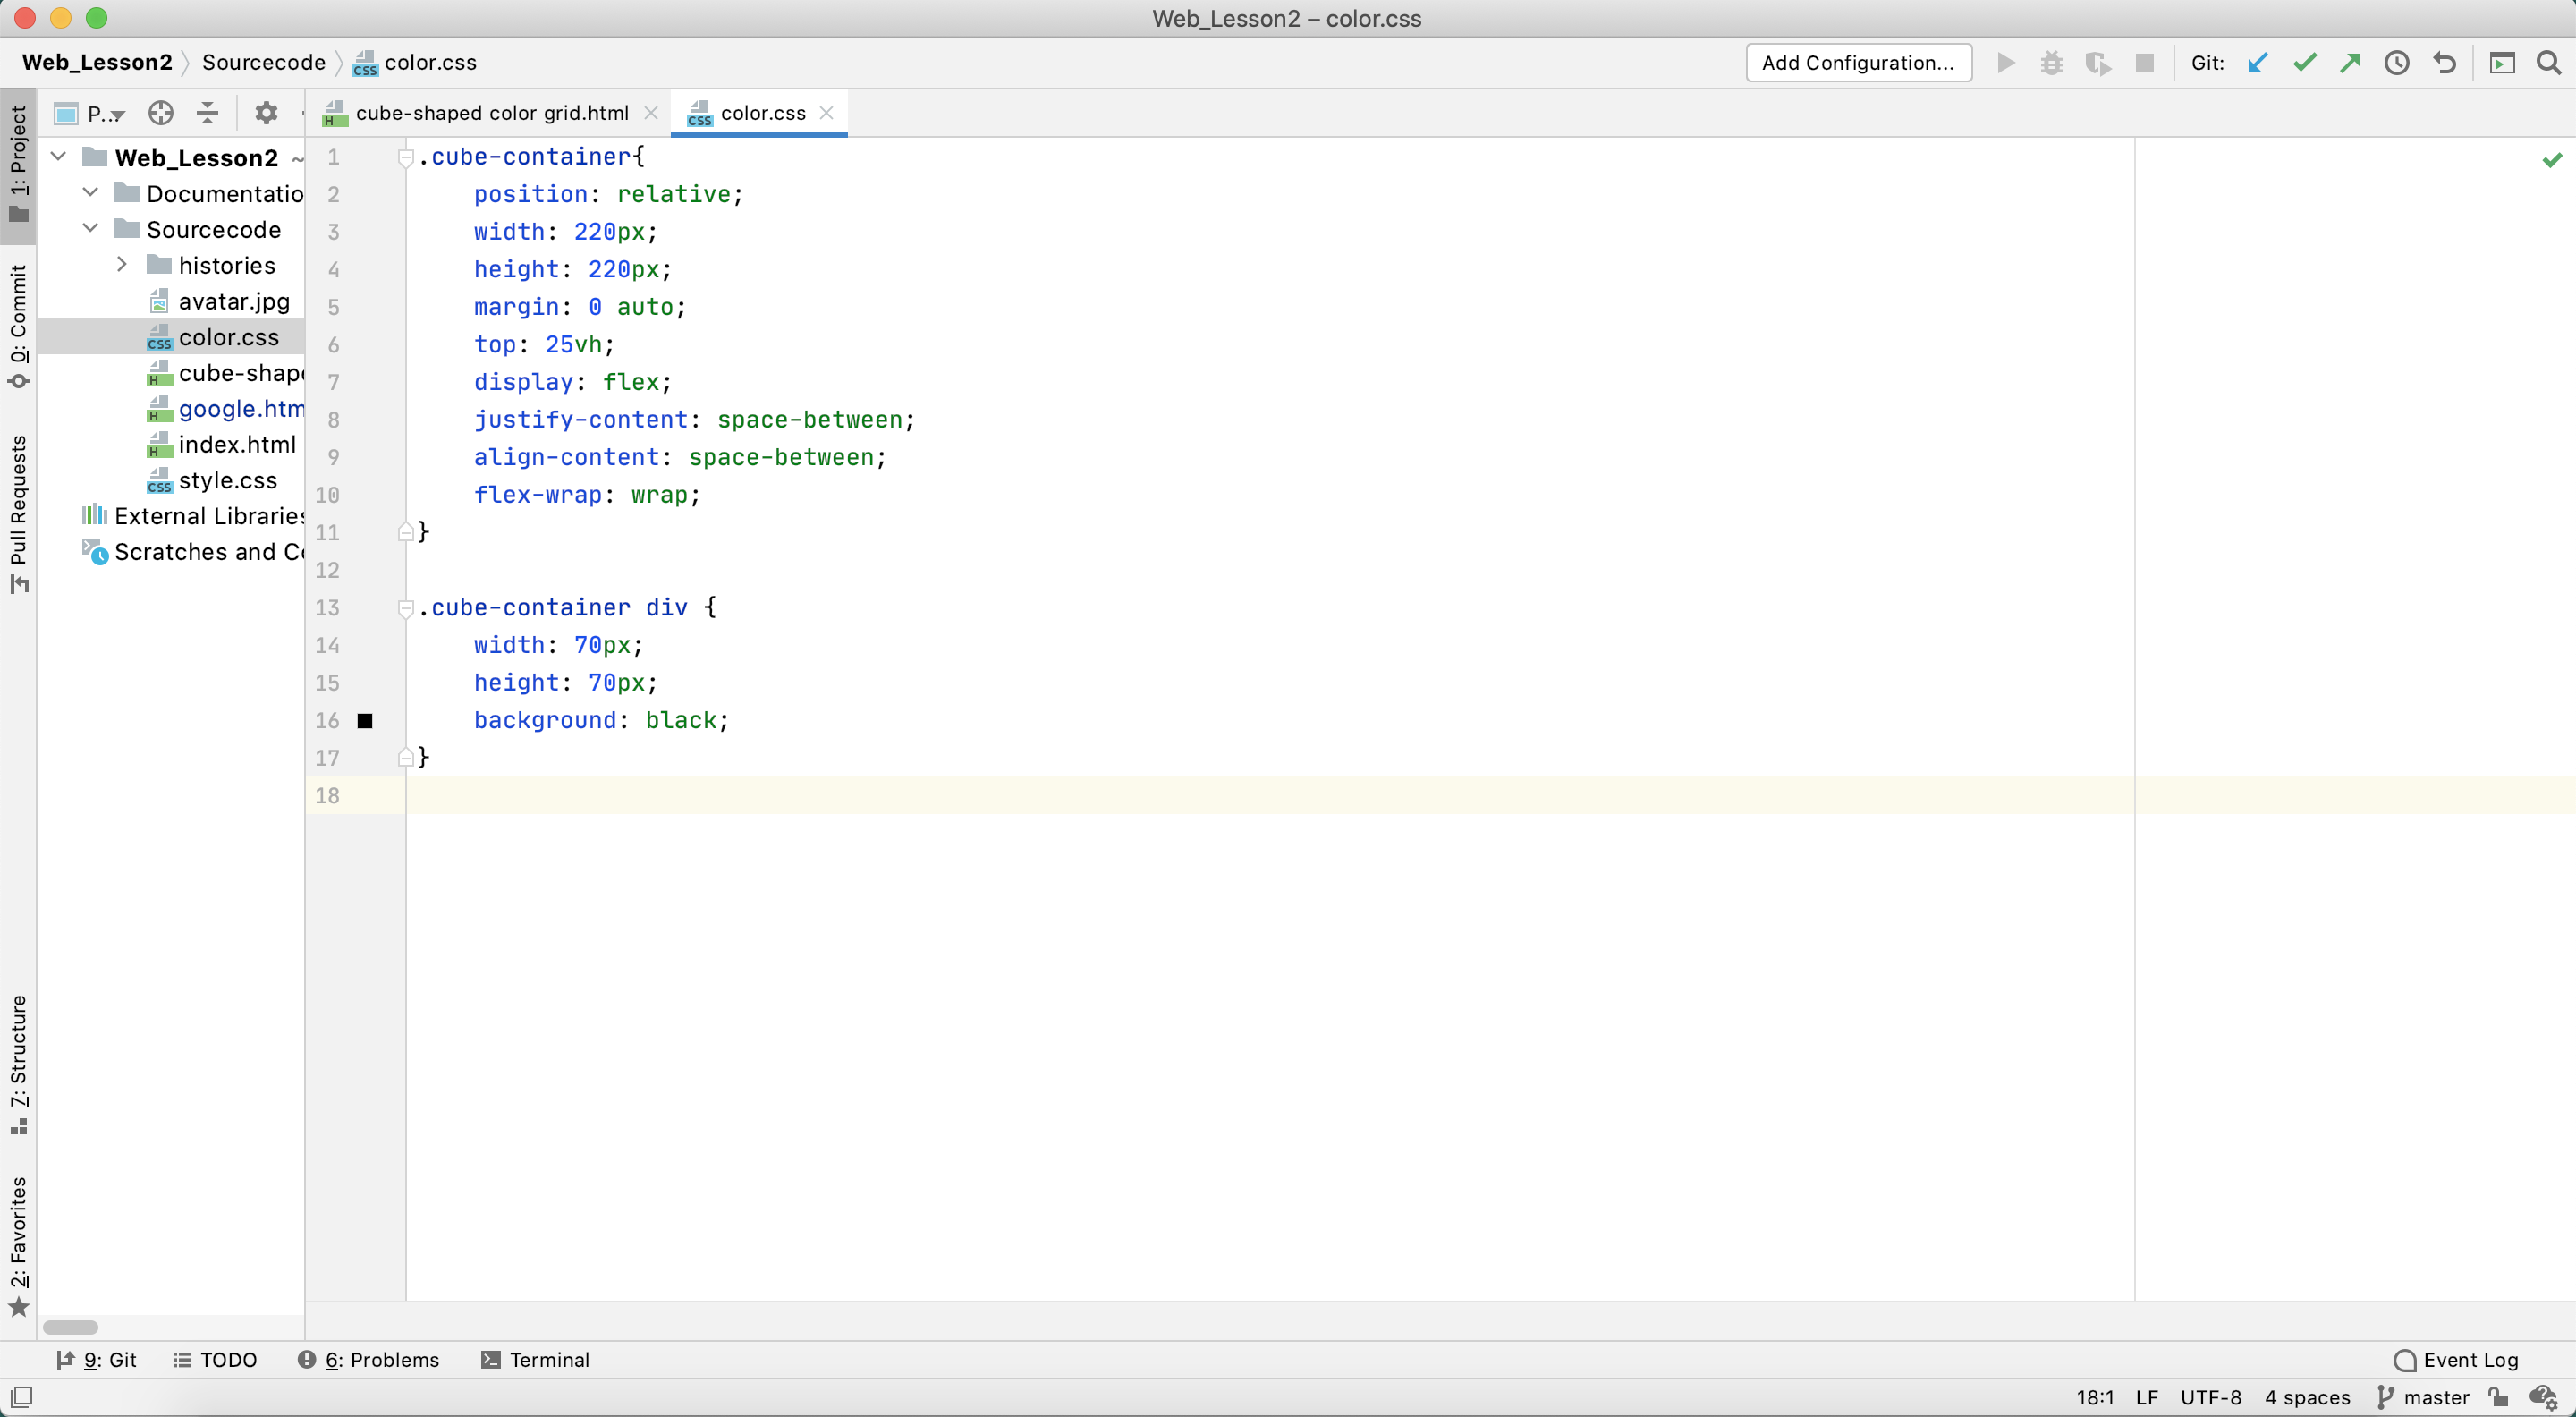 Web_Lesson2 – color.css
Web_Lesson2 Sourcecode color.css
Add Configuration... Git:
1: Project
0: Commit
Pull Requests
7: Structure
2: Favorites
P...
Web_Lesson2 ~
Documentatio
Sourcecode
histories
avatar.jpg
color.css
cube-shape
google.htm
index.html
style.css
External Libraries
Scratches and Co
cube-shaped color grid.html color.css
1 .cube-container{
2 position: relative;
3 width: 220px;
4 height: 220px;
5 margin: 0 auto;
6 top: 25vh;
7 display: flex;
8 justify-content: space-between;
9 align-content: space-between;
10 flex-wrap: wrap;
11 }
12
13 .cube-container div {
14 width: 70px;
15 height: 70px;
16 background: black;
17 }
18
9: Git TODO 6: Problems Terminal Event Log
18:1 LF UTF-8 4 spaces master